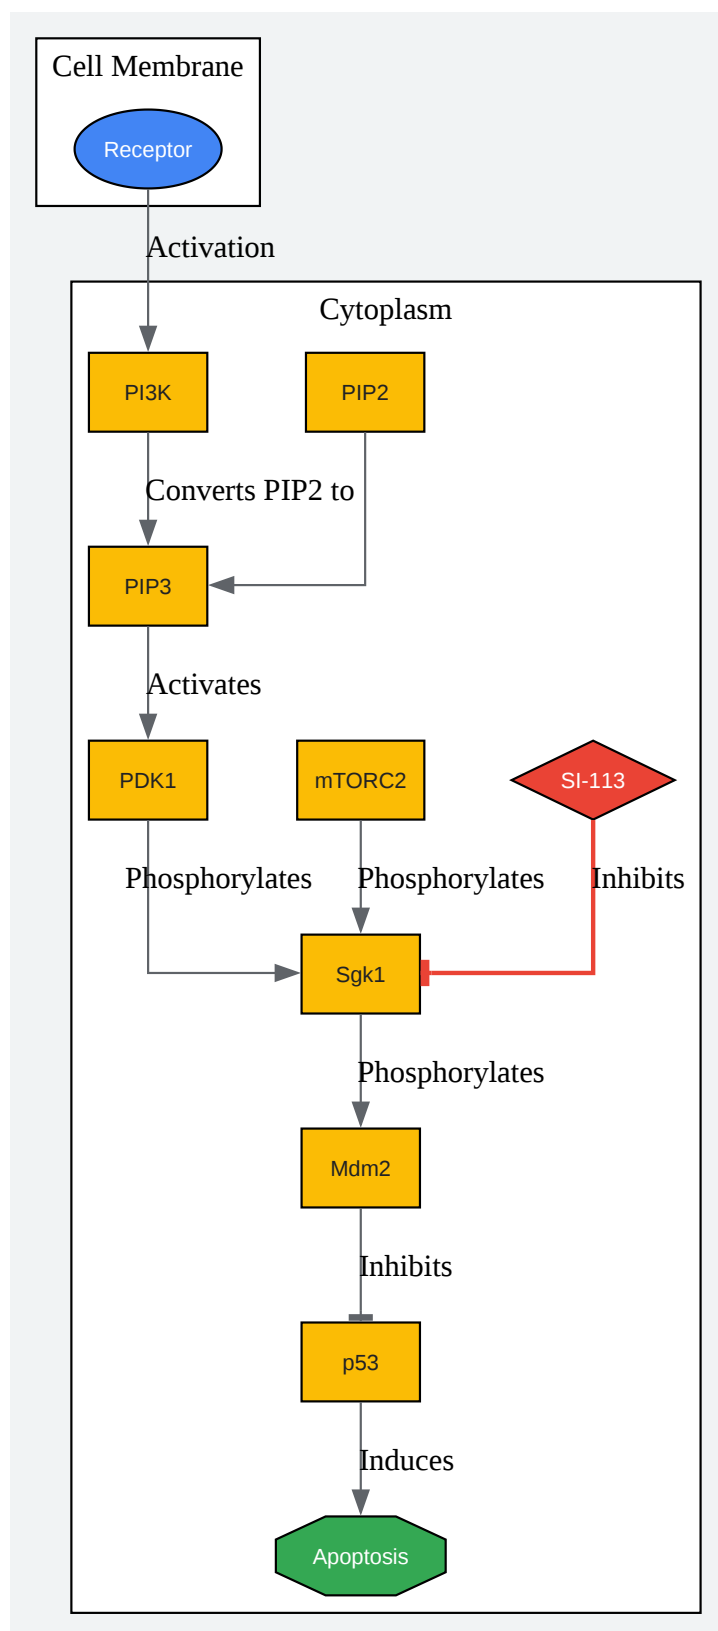 Cell Membrane
Receptor
Activation
Cytoplasm
PI3K
PIP2
Converts PIP2 to
PIP3
Activates
PDK1
mTORC2
SI-113
Phosphorylates
Phosphorylates
Inhibits
Sgk1
Phosphorylates
Mdm2
Inhibits
p53
Induces
Apoptosis